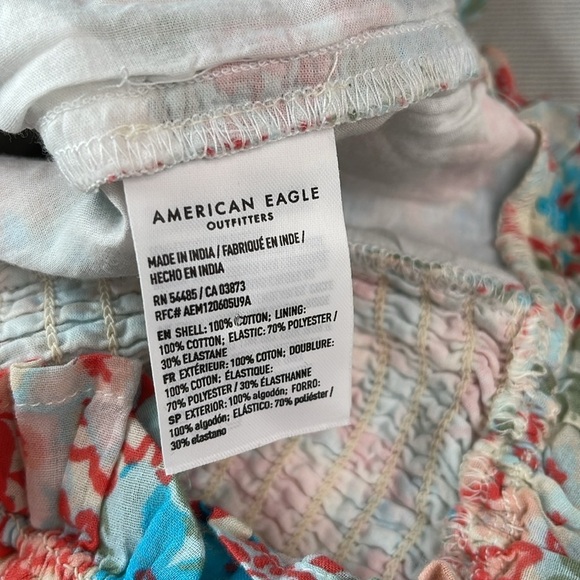 AMERICAN EAGLE
OUTFITTERS
MADE IN INDIA / FABRIQUÉ EN INDE /
HECHO EN INDIA
RN 54485 / CA 03873
RFC# AEM120605U9A
EN SHELL: 100% COTTON; LINING:
100% COTTON; ELASTIC: 70% POLYESTER /
30% ELASTANE
FR EXTÉRIEUR: 100% COTON; DOUBLURE:
100% COTON; ÉLASTIQUE:
70% POLYESTER / 30% ÉLASTHANNE
SP EXTERIOR: 100% algodón; FORRO:
100% algodón; ELÁSTICO: 70% poliéster /
30% elastano